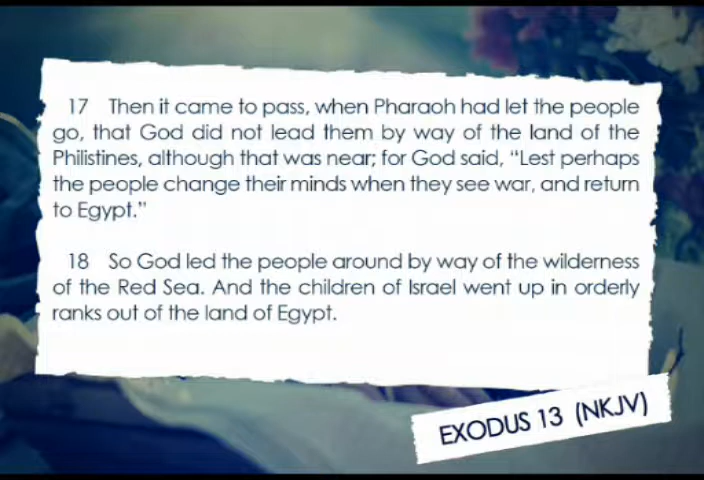 17 Then it came to pass, when Pharaoh had let the people
go, that God did not lead them by way of the land of the
Philistines, although that was near; for God said, “Lest perhaps
the people change their minds when they see war, and return
to Egypt.”
18 So God led the people around by way of the wilderness
of the Red Sea. And the children of Israel went up in orderly
ranks out of the land of Egypt.
EXODUS 13 (NKJV)